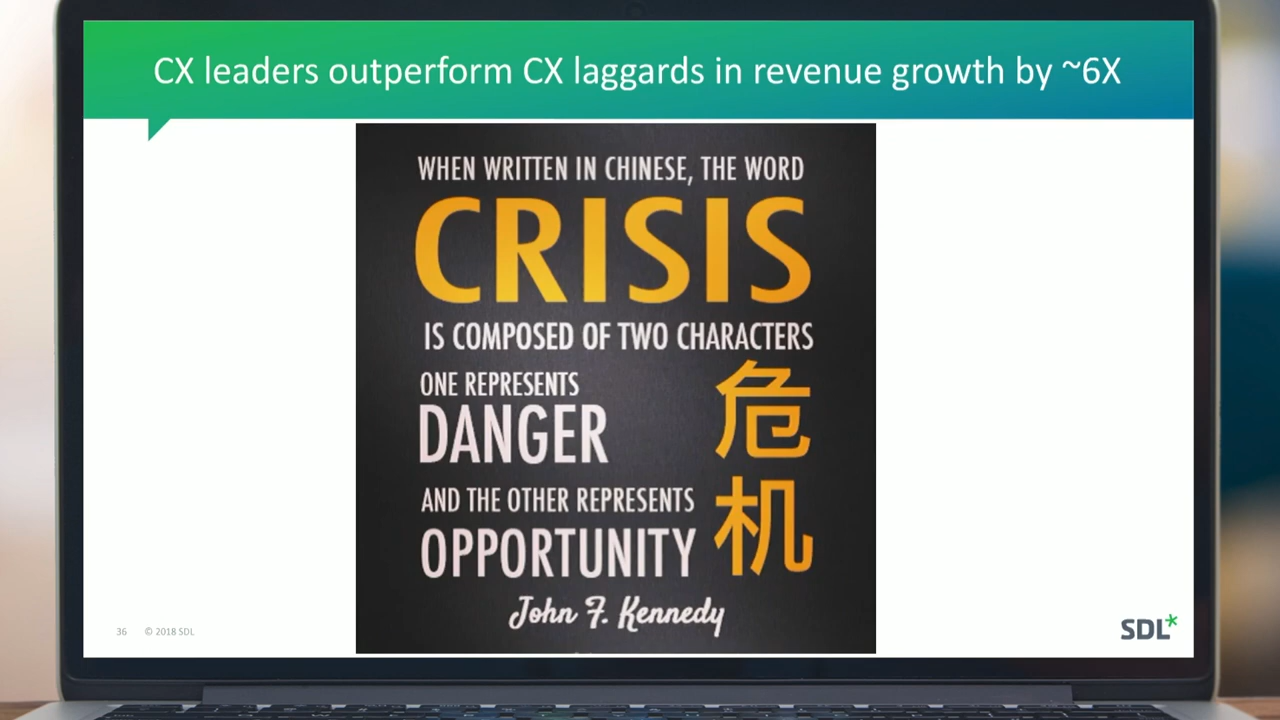 CX leaders outperform CX laggards in revenue growth by ~6X
WHEN WRITTEN IN CHINESE, THE WORD
CRISIS
IS COMPOSED OF TWO CHARACTERS
ONE REPRESENTS
DANGER
危
AND THE OTHER REPRESENTS
OPPORTUNITY
机
John F. Kennedy
36 © 2018 SDL
SDL*